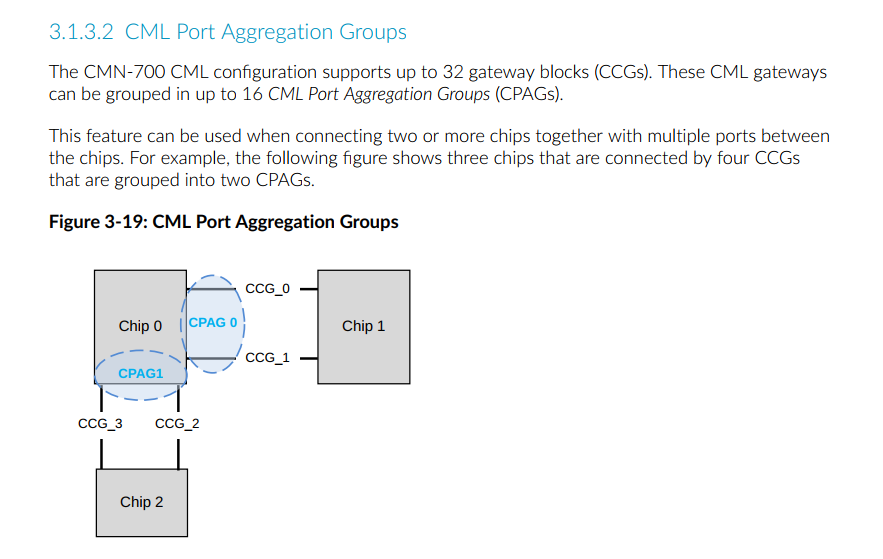 3.1.3.2 CML Port Aggregation Groups
The CMN-700 CML configuration supports up to 32 gateway blocks (CCGs). These CML gateways
can be grouped in up to 16 CML Port Aggregation Groups (CPAGs).
This feature can be used when connecting two or more chips together with multiple ports between
the chips. For example, the following figure shows three chips that are connected by four CCGs
that are grouped into two CPAGs.
Figure 3-19: CML Port Aggregation Groups
CCG_0
Chip 0
CPAG 0
Chip 1
CCG_1
CPAG1
CCG_3
CCG_2
Chip 2